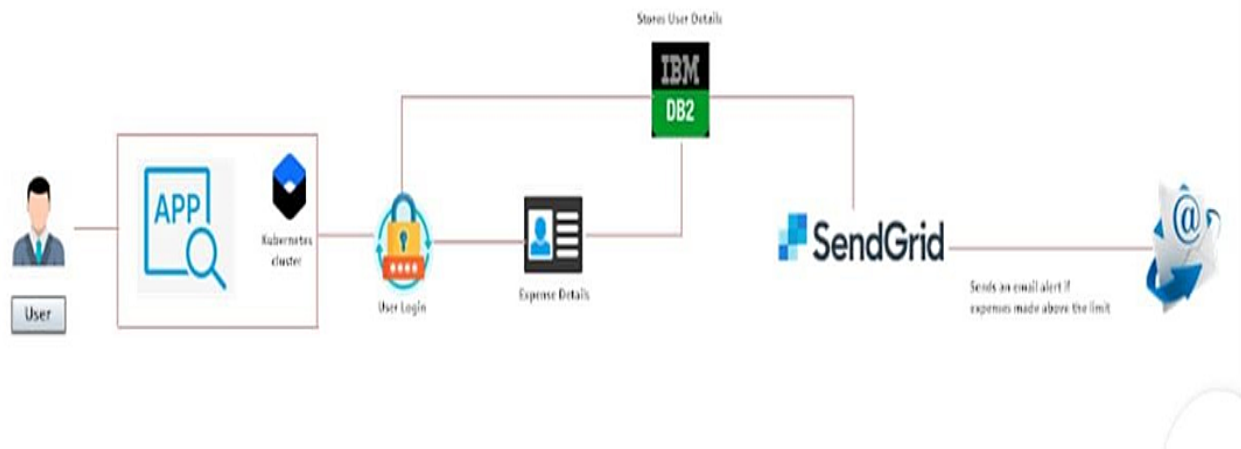 Stores User Details
IBM
DB2
APP
Kubernetes
cluster
User
User Login
Expense Details
SendGrid
@
Sends an email alert if
expenses made above the limit